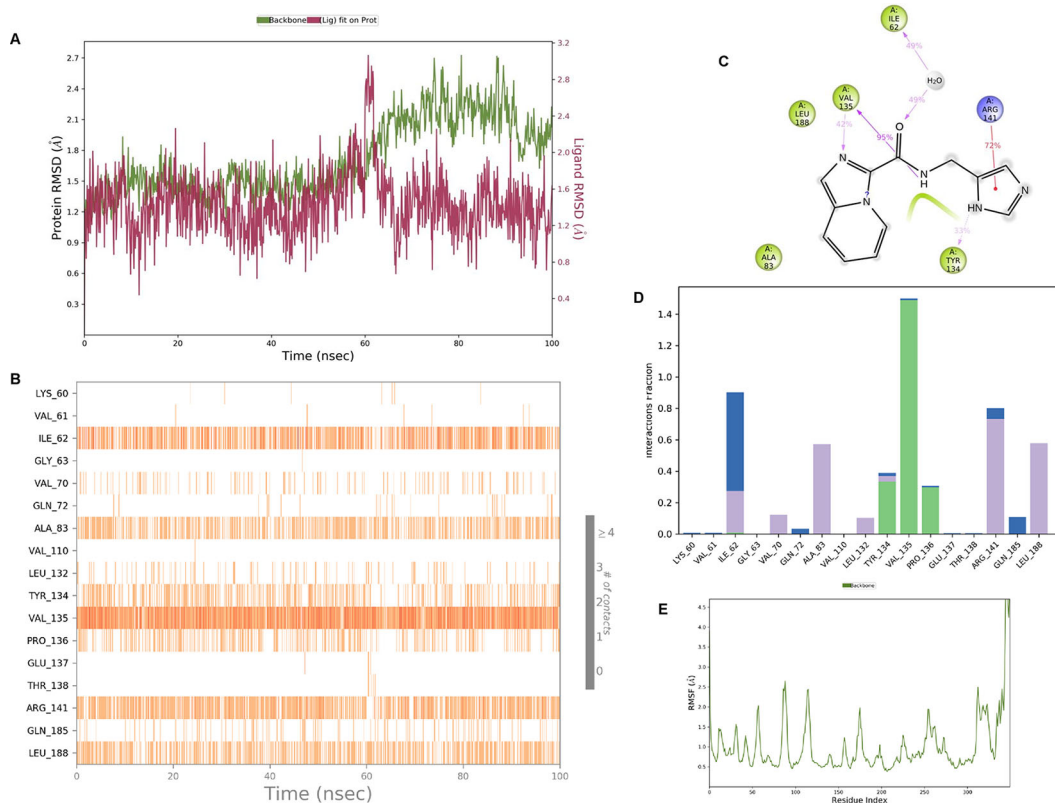 Backbone (Lig) fit on Prot
A
Protein RMSD (Å)
2.7
2.4
2.1
1.8
1.5
1.2
0.9
0.6
0.3
3.2
2.8
2.4
2.0
1.6
1.2
0.8
0.4
Ligand RMSD (Å)
0 20 40 60 80 100
Time (nsec)
B
LYS_60
VAL_61
ILE_62
GLY_63
VAL_70
GLN_72
ALA_83
VAL_110
LEU_132
TYR_134
VAL_135
PRO_136
GLU_137
THR_138
ARG_141
GLN_185
LEU_188
0 20 40 60 80 100
Time (nsec)
≥4
3
2
1
0
# of contacts
C
A:
ILE
62
49%
H₂O
49%
A:
VAL
135
A:
LEU
188
42%
95%
A:
ARG
141
72%
O
N
N
N
H
N
HN
33%
A:
ALA
83
A:
TYR
134
D
Interactions Fraction
1.4
1.2
1.0
0.8
0.6
0.4
0.2
0.0
LYS_60 VAL_61 ILE_62 GLY_63 VAL_70 GLN_72 ALA_83 VAL_110 LEU_132 TYR_134 VAL_135 PRO_136 GLU_137 THR_138 ARG_141 GLN_185 LEU_188
Backbone
E
RMSF (Å)
4.5
4.0
3.5
3.0
2.5
2.0
1.5
1.0
0.5
0 50 100 150 200 250 300
Residue Index